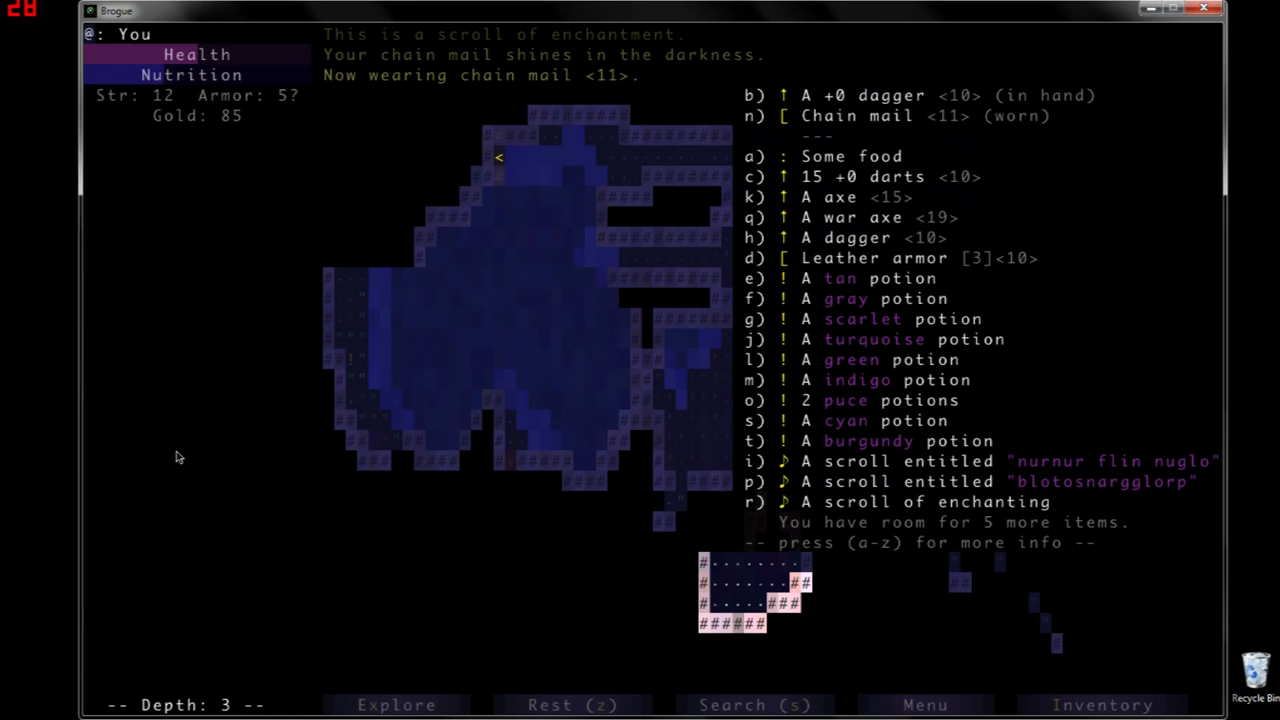 28
Brogue
@: You
Health
Nutrition
Str: 12 Armor: 5?
Gold: 85
This is a scroll of enchantment.
Your chain mail shines in the darkness.
Now wearing chain mail <11>.
b) ↑ A +0 dagger <10> (in hand)
n) [ Chain mail <11> (worn)
---
a) : Some food
c) ↑ 15 +0 darts <10>
k) ↑ A axe <15>
q) ↑ A war axe <19>
h) ↑ A dagger <10>
d) [ Leather armor [3]<10>
e) ! A tan potion
f) ! A gray potion
g) ! A scarlet potion
j) ! A turquoise potion
l) ! A green potion
m) ! A indigo potion
o) ! 2 puce potions
s) ! A cyan potion
t) ! A burgundy potion
i) ♪ A scroll entitled "nurnur flin nuglo"
p) ♪ A scroll entitled "blotosnargglorp"
r) ♪ A scroll of enchanting
You have room for 5 more items.
-- press (a-z) for more info --
-- Depth: 3 --
Explore
Rest (z)
Search (s)
Menu
Inventory
Recycle Bin